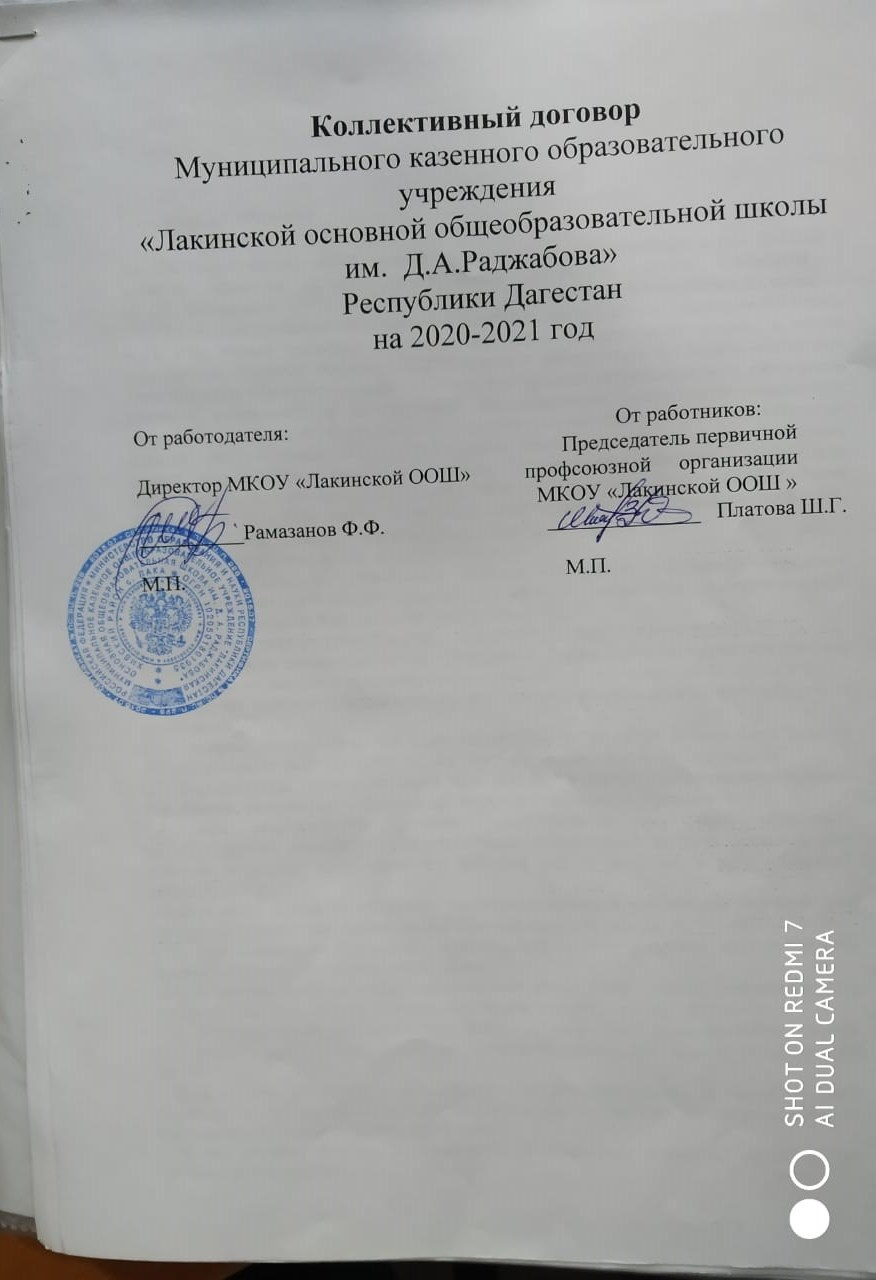 Коллективный договор
Муниципального казенного образовательного
учреждения
«Лакинской основной общеобразовательной школы
им. Д.А.Раджабова»
Республики Дагестан
на 2020-2021 год
От работодателя:
Директор МКОУ «Лакинской ООШ»
Рамазанов Ф.Ф.
М.П.
От работников:
Председатель первичной
профсоюзной организации
МКОУ «Лакинской ООШ »
Платова Ш.Г.
М.П.
SHOT ON REDMI 7
AI DUAL CAMERA